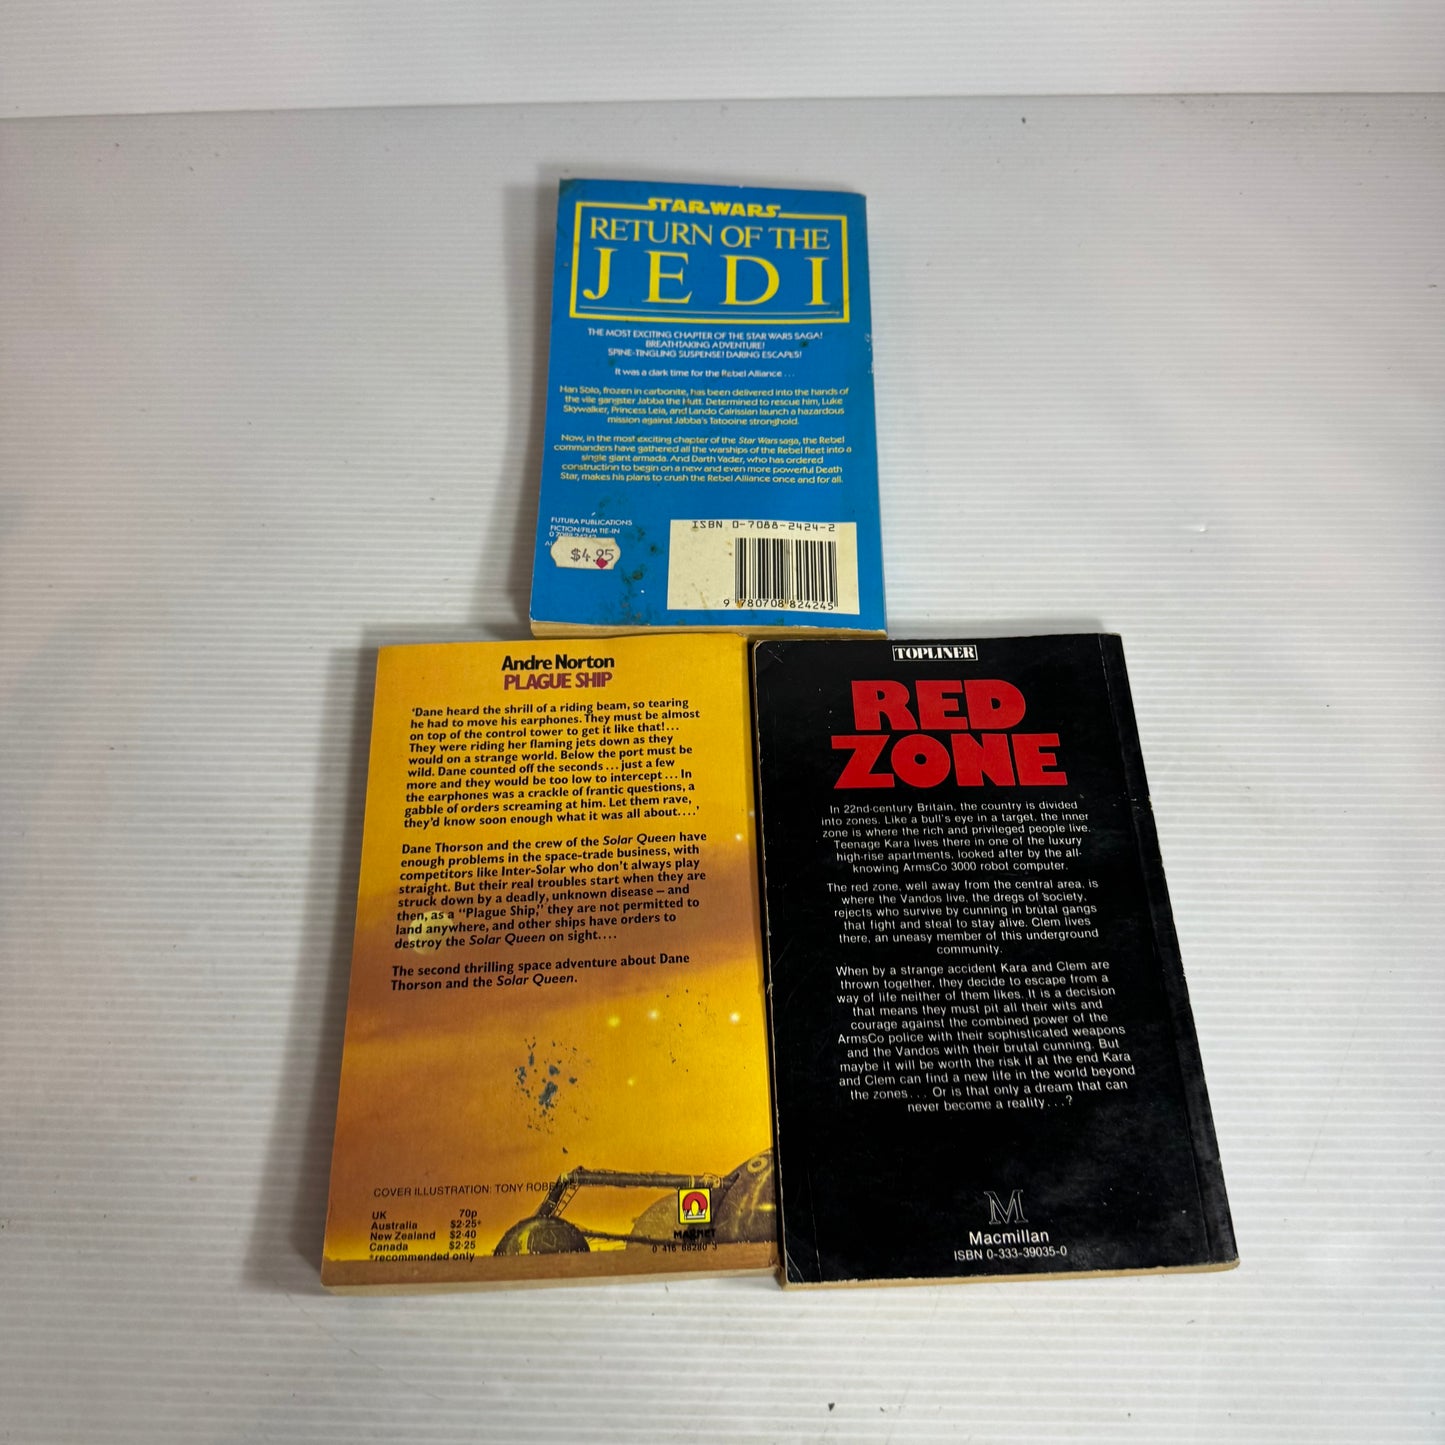 STAR WARS
RETURN OF THE
JEDI
THE MOST EXCITING CHAPTER OF THE STAR WARS SAGA!
BREATHTAKING ADVENTURE!
SPINE-TINGLING SUSPENSE! DARING ESCAPES!
It was a dark time for the Rebel Alliance . . .
Han Solo, frozen in carbonite, has been delivered into the hands of
the vile gangster Jabba the Hutt. Determined to rescue him, Luke
Skywalker, Princess Leia, and Lando Calrissian launch a hazardous
mission against Jabba's Tatooine stronghold.
Now, in the most exciting chapter of the Star Wars saga, the Rebel
commanders have gathered all the warships of the Rebel fleet into a
single giant armada. And Darth Vader, who has ordered
construction to begin on a new and even more powerful Death
Star, makes his plans to crush the Rebel Alliance once and for all.
FUTURA PUBLICATIONS
FICTION/FILM TIE-IN
$4.95
ISBN 0-7088-2424-2
9 780708 824245
Andre Norton
PLAGUE SHIP
'Dane heard the shrill of a riding beam, so tearing
he had to move his earphones. They must be almost
on top of the control tower to get it like that!...
They were riding her flaming jets down as they
would on a strange world. Below the port must be
wild. Dane counted off the seconds... just a few
more and they would be too low to intercept... In
the earphones was a crackle of frantic questions, a
gabble of orders screaming at him. Let them rave,
they'd know soon enough what it was all about....'
Dane Thorson and the crew of the Solar Queen have
enough problems in the space-trade business, with
competitors like Inter-Solar who don't always play
straight. But their real troubles start when they are
struck down by a deadly, unknown disease – and
then, as a "Plague Ship," they are not permitted to
land anywhere, and other ships have orders to
destroy the Solar Queen on sight....
The second thrilling space adventure about Dane
Thorson and the Solar Queen.
COVER ILLUSTRATION: TONY ROBERTS
UK 70p
Australia $2·25*
New Zealand $2·40
Canada $2·25
*recommended only
MAGNET
0 416 88280 3
TOPLINER
RED
ZONE
In 22nd-century Britain, the country is divided
into zones. Like a bull's eye in a target, the inner
zone is where the rich and privileged people live.
Teenage Kara lives there in one of the luxury
high-rise apartments, looked after by the all-
knowing ArmsCo 3000 robot computer.
The red zone, well away from the central area, is
where the Vandos live, the dregs of society,
rejects who survive by cunning in brutal gangs
that fight and steal to stay alive. Clem lives
there, an uneasy member of this underground
community.
When by a strange accident Kara and Clem are
thrown together, they decide to escape from a
way of life neither of them likes. It is a decision
that means they must pit all their wits and
courage against the combined power of the
ArmsCo police with their sophisticated weapons
and the Vandos with their brutal cunning. But
maybe it will be worth the risk if at the end Kara
and Clem can find a new life in the world beyond
the zones . . . Or is that only a dream that can
never become a reality . . . ?
M
Macmillan
ISBN 0-333-39035-0